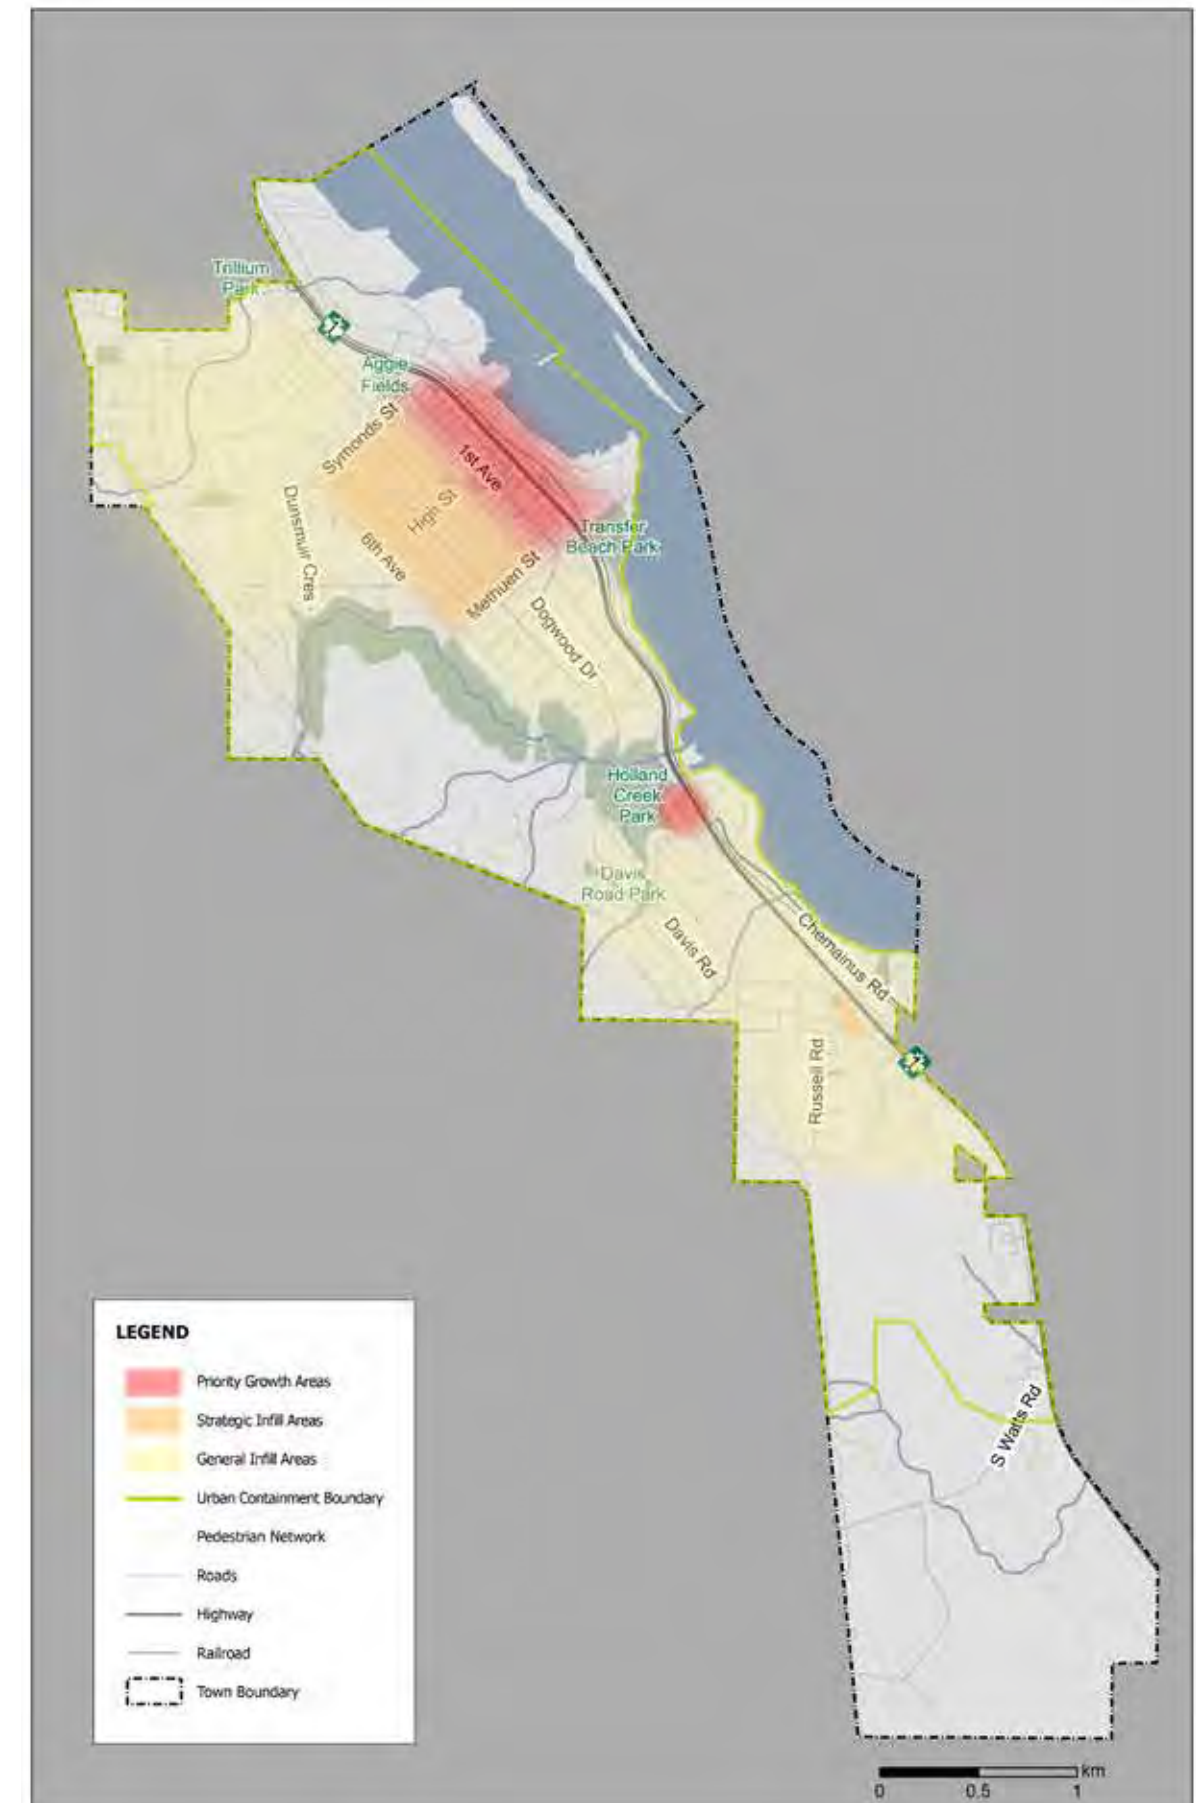 Trillium
Park
1
Aggie
Fields
Symonds St
1st Ave
High St
Dunsmuir Cres
6th Ave
Transfer
Beach Park
Methuen St
Dogwood Dr
Holland
Creek
Park
Davis
Road Park
Davis Rd
Chemainus Rd
Russell Rd
1
S Watts Rd
LEGEND
Priority Growth Areas
Strategic Infill Areas
General Infill Areas
Urban Containment Boundary
Pedestrian Network
Roads
Highway
Railroad
Town Boundary
km
0 0.5 1